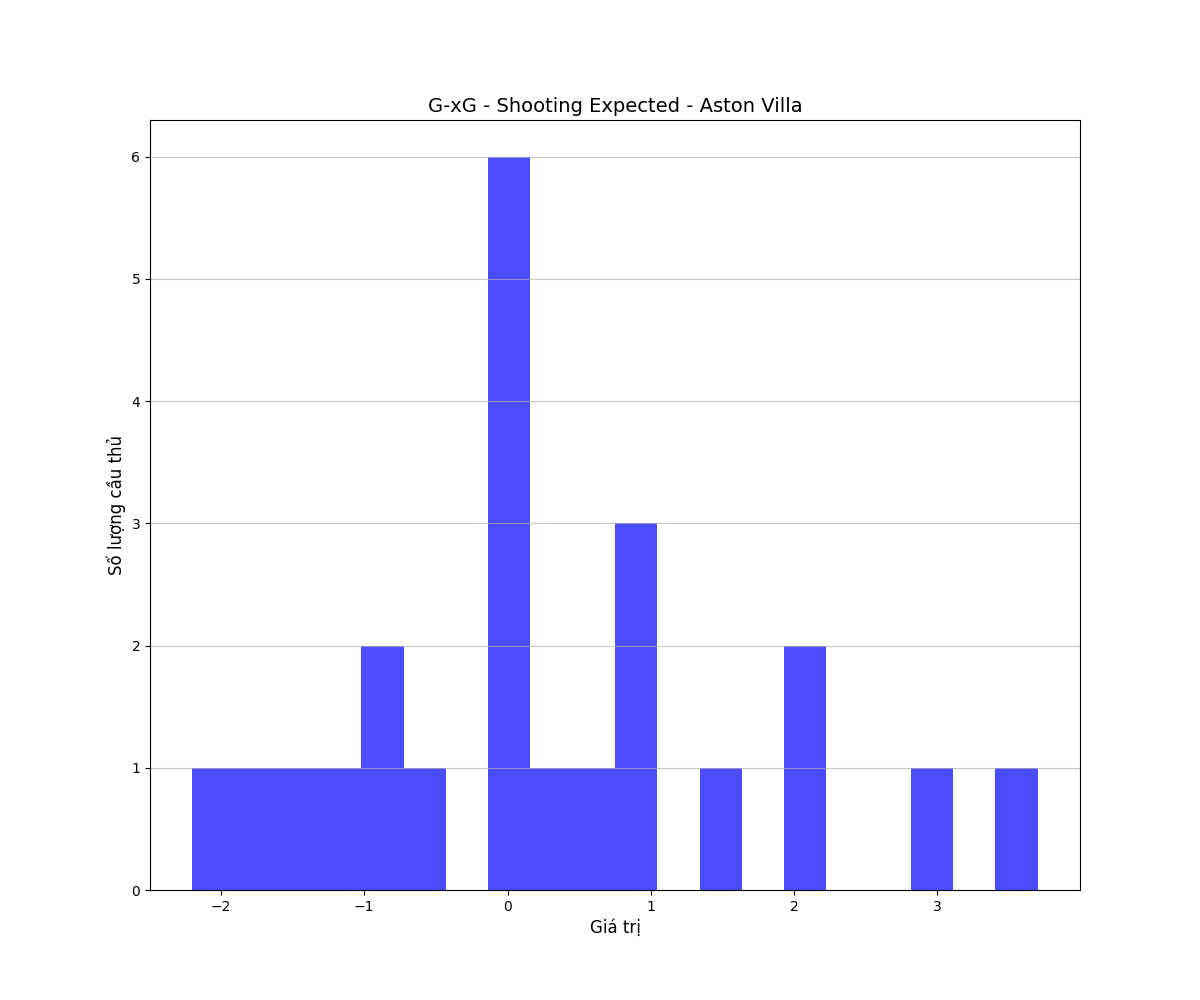 G-xG - Shooting Expected - Aston Villa
6
5
4
3
2
1
0
Số lượng cầu thủ
−2 −1 0 1 2 3
Giá trị